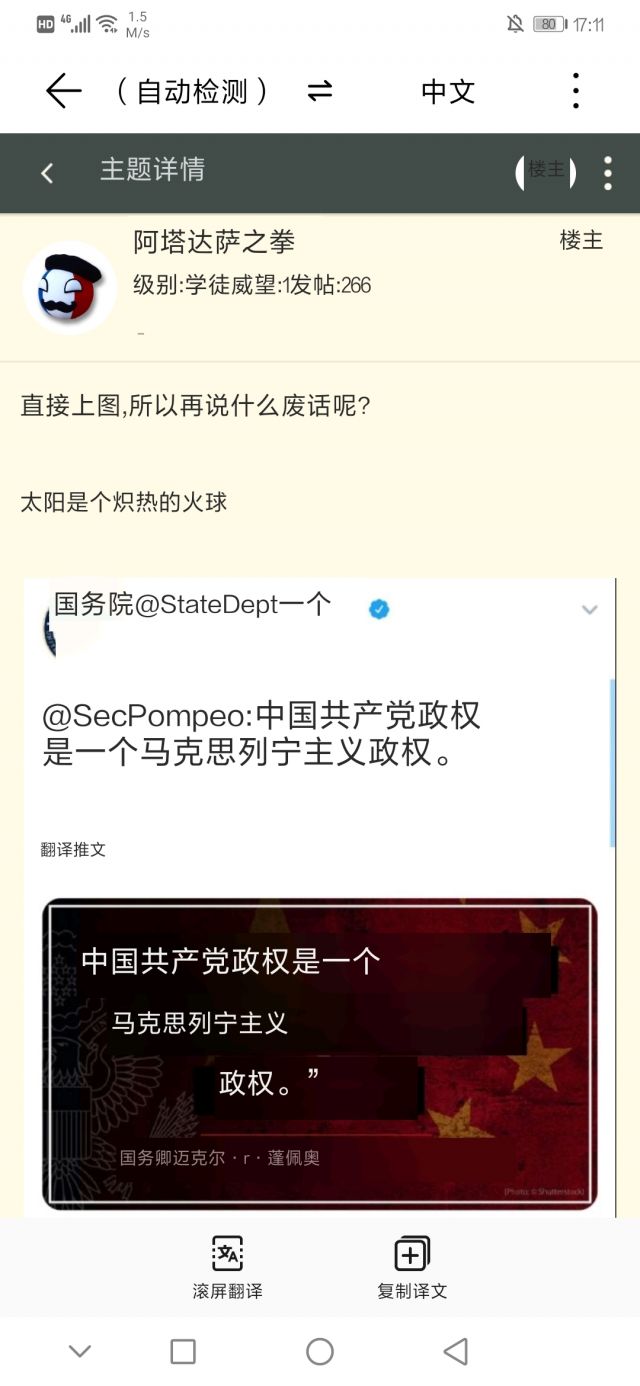 HD 4G 1.5 M/s 80 17:11
（自动检测） ⇌ 中文
主题详情 楼主
阿塔达萨之拳 楼主
级别:学徒威望:1发帖:266
-
直接上图,所以再说什么废话呢?
太阳是个炽热的火球
国务院@StateDept一个
@SecPompeo:中国共产党政权
是一个马克思列宁主义政权。
翻译推文
中国共产党政权是一个
马克思列宁主义
政权。”
国务卿迈克尔·r·蓬佩奥
(Photo: © Shutterstock)
滚屏翻译 复制译文